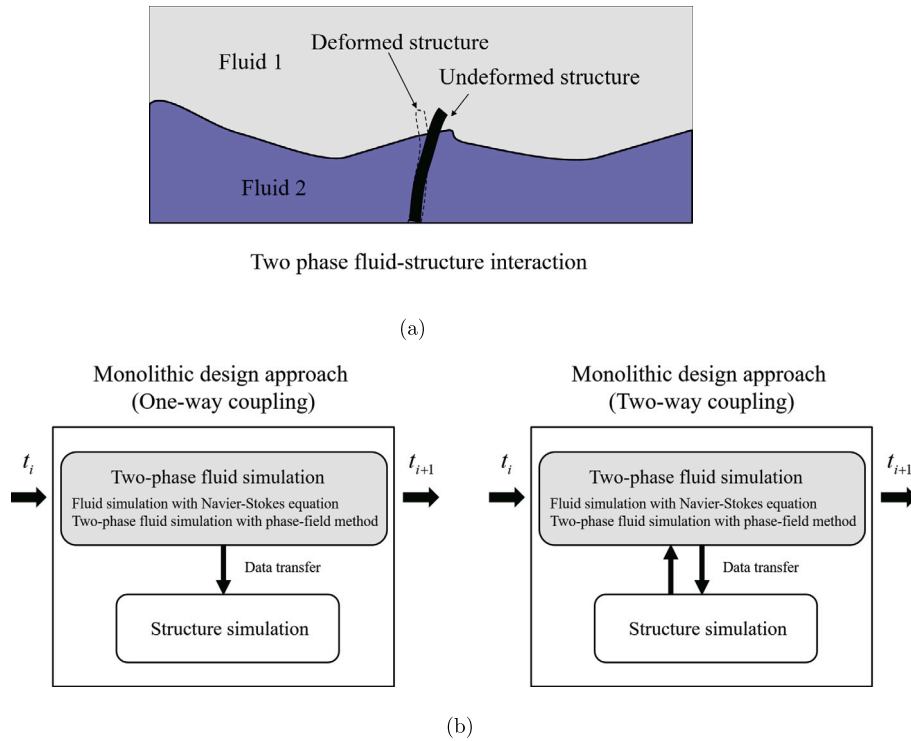 Deformed structure
Fluid 1
Undeformed structure
Fluid 2
Two phase fluid-structure interaction
(a)
Monolithic design approach
(One-way coupling)
t_i
t_{i+1}
Two-phase fluid simulation
Fluid simulation with Navier-Stokes equation
Two-phase fluid simulation with phase-field method
Data transfer
Structure simulation
Monolithic design approach
(Two-way coupling)
t_i
t_{i+1}
Two-phase fluid simulation
Fluid simulation with Navier-Stokes equation
Two-phase fluid simulation with phase-field method
Data transfer
Structure simulation
(b)